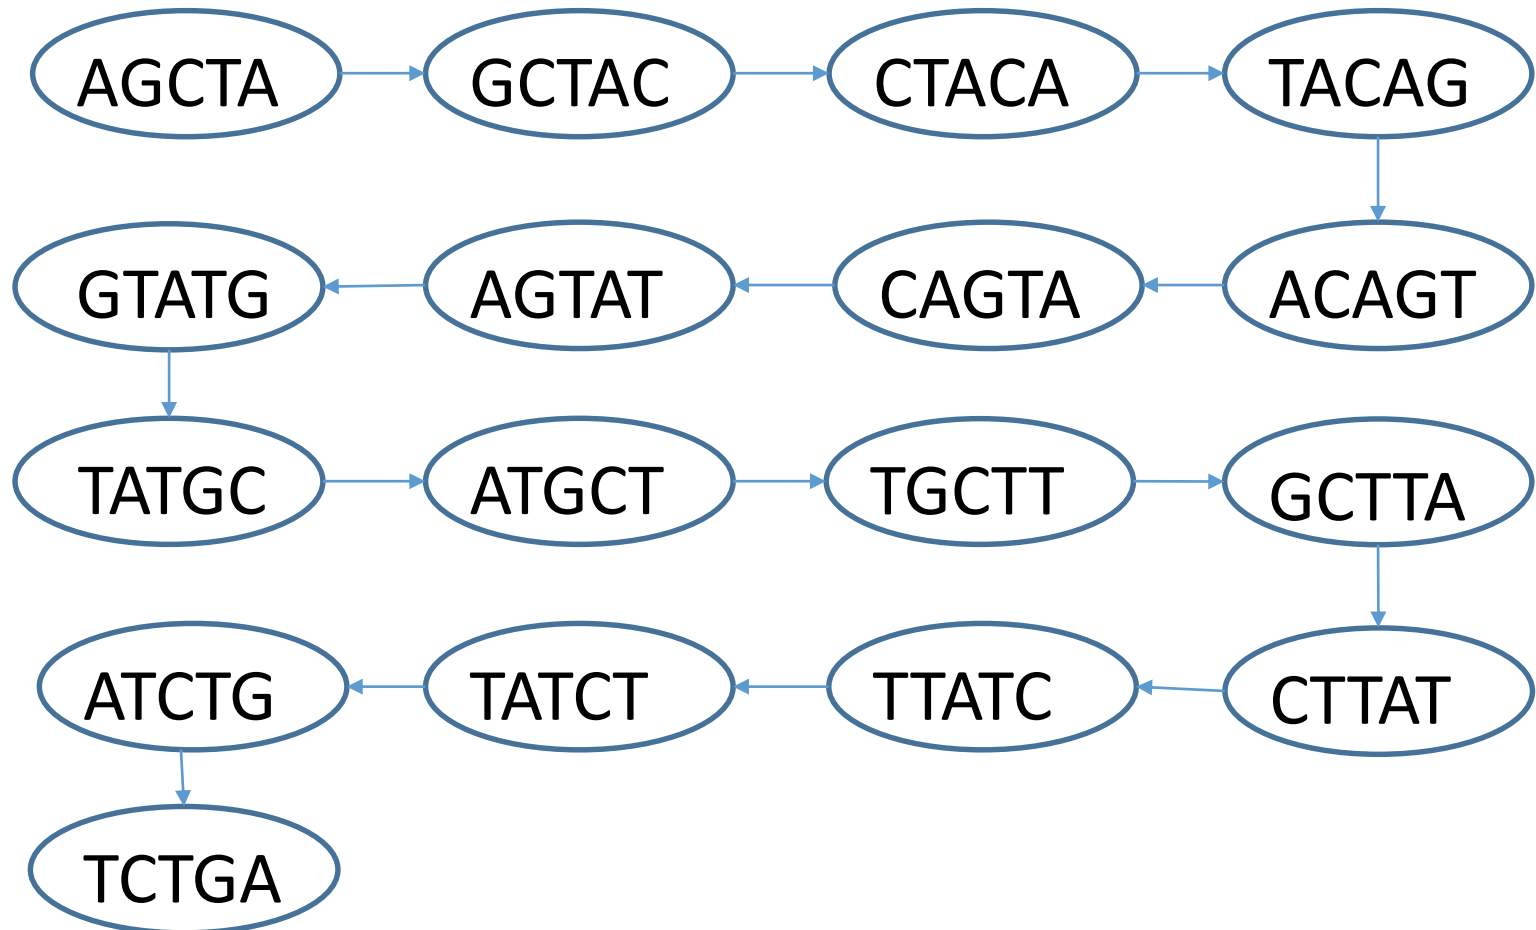 AGCTA GCTAC CTACA TACAG
GTATG AGTAT CAGTA ACAGT
TATGC ATGCT TGCTT GCTTA
ATCTG TATCT TTATC CTTAT
TCTGA